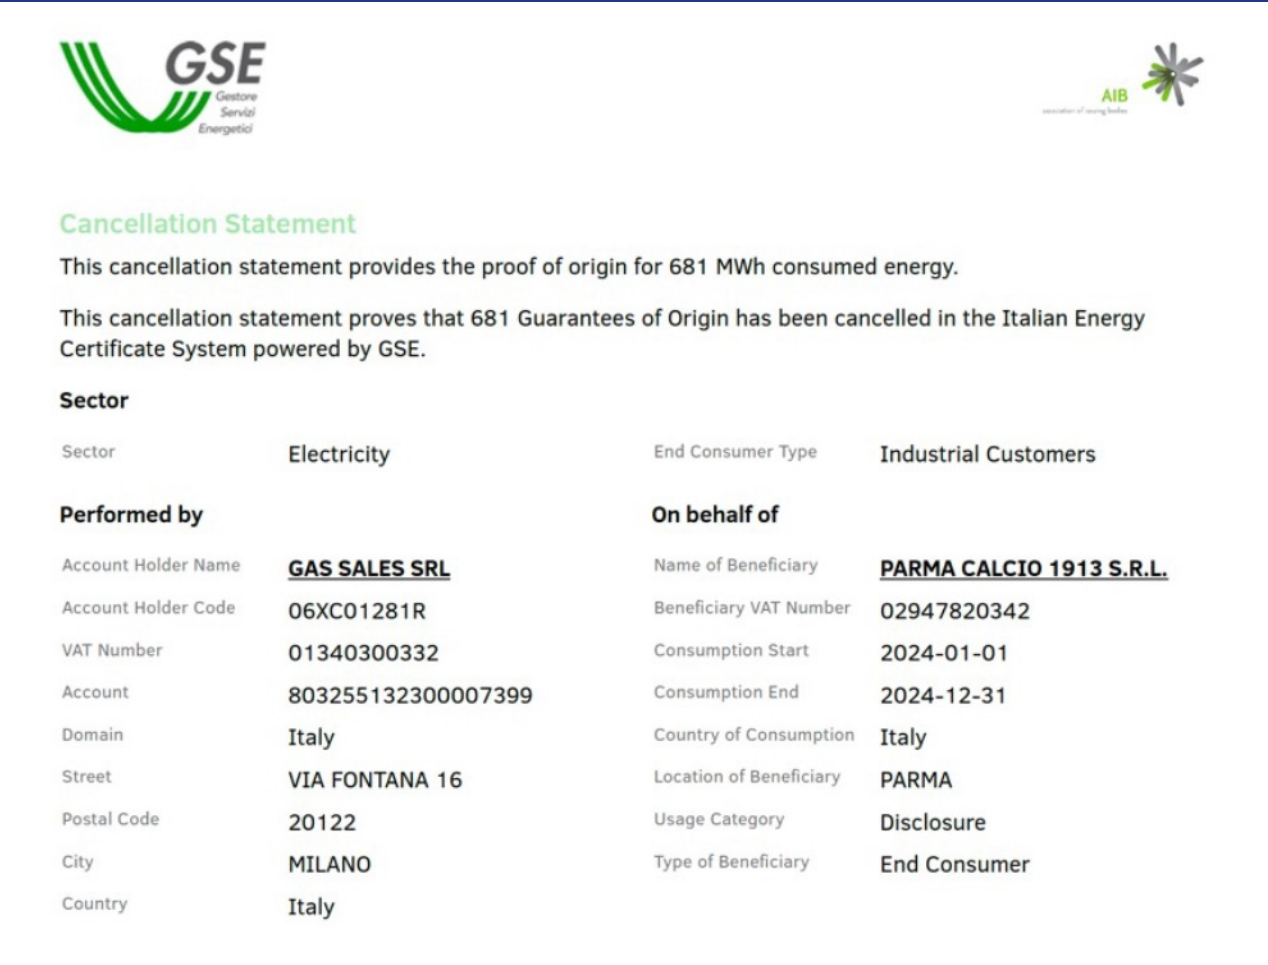 GSE
Gestore
Servizi
Energetici
AIB
association of issuing bodies
Cancellation Statement
This cancellation statement provides the proof of origin for 681 MWh consumed energy.
This cancellation statement proves that 681 Guarantees of Origin has been cancelled in the Italian Energy
Certificate System powered by GSE.
Sector
Sector Electricity End Consumer Type Industrial Customers
Performed by On behalf of
Account Holder Name GAS SALES SRL Name of Beneficiary PARMA CALCIO 1913 S.R.L.
Account Holder Code 06XC01281R Beneficiary VAT Number 02947820342
VAT Number 01340300332 Consumption Start 2024-01-01
Account 803255132300007399 Consumption End 2024-12-31
Domain Italy Country of Consumption Italy
Street VIA FONTANA 16 Location of Beneficiary PARMA
Postal Code 20122 Usage Category Disclosure
City MILANO Type of Beneficiary End Consumer
Country Italy